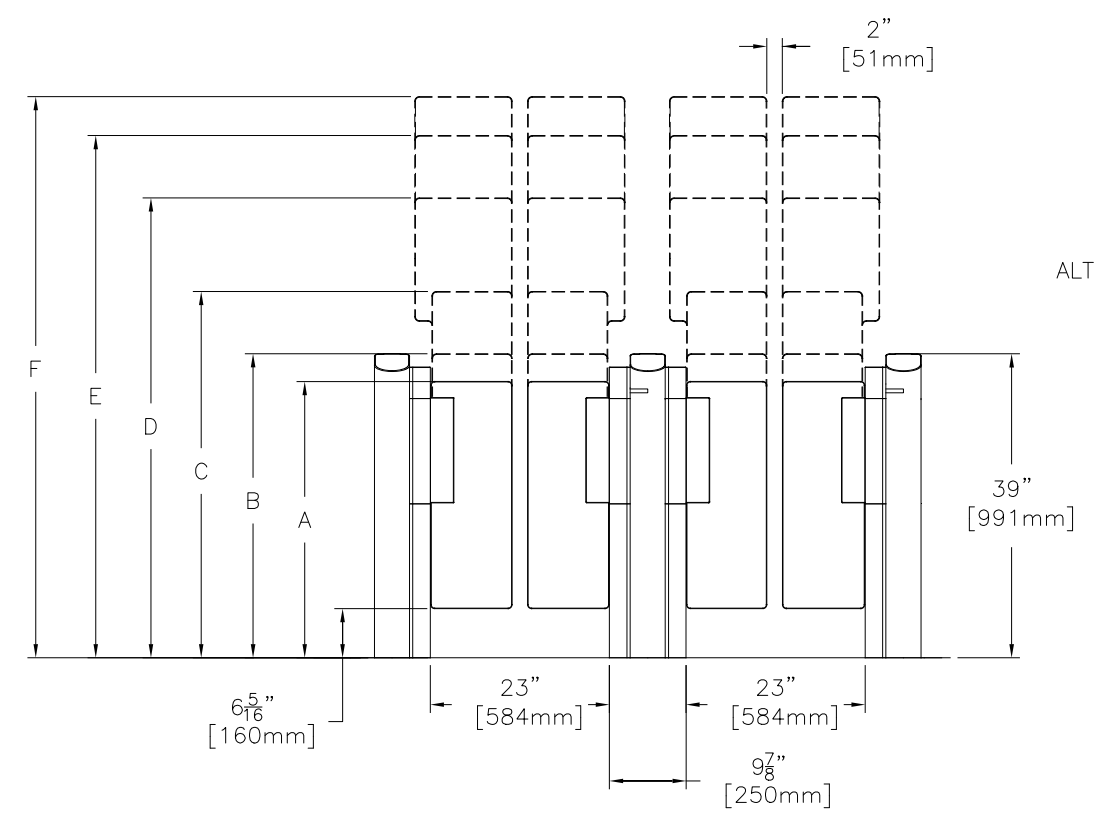 2”
[51mm]
ALT
F
E
D
C
B
A
39”
[991mm]
6 5/16”
[160mm]
23”
[584mm]
23”
[584mm]
9 7/8”
[250mm]